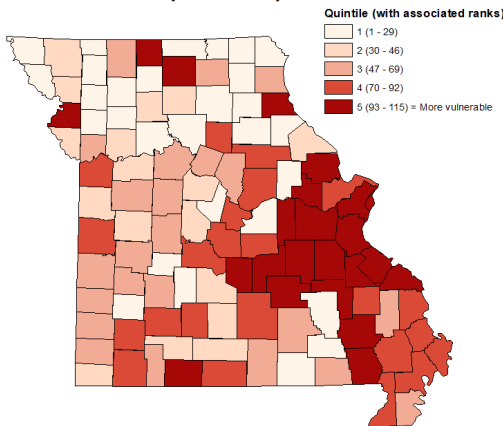 Quintile (with associated ranks)
1 (1 - 29)
2 (30 - 46)
3 (47 - 69)
4 (70 - 92)
5 (93 - 115) = More vulnerable